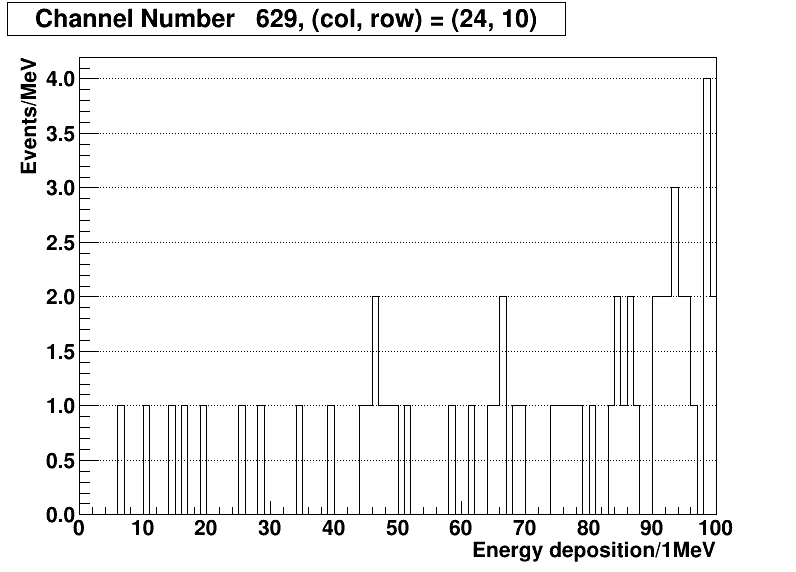 Channel Number   629, (col, row) = (24, 10)
Events/MeV
4.0
3.5
3.0
2.5
2.0
1.5
1.0
0.5
0.0
0 10 20 30 40 50 60 70 80 90 100
Energy deposition/1MeV